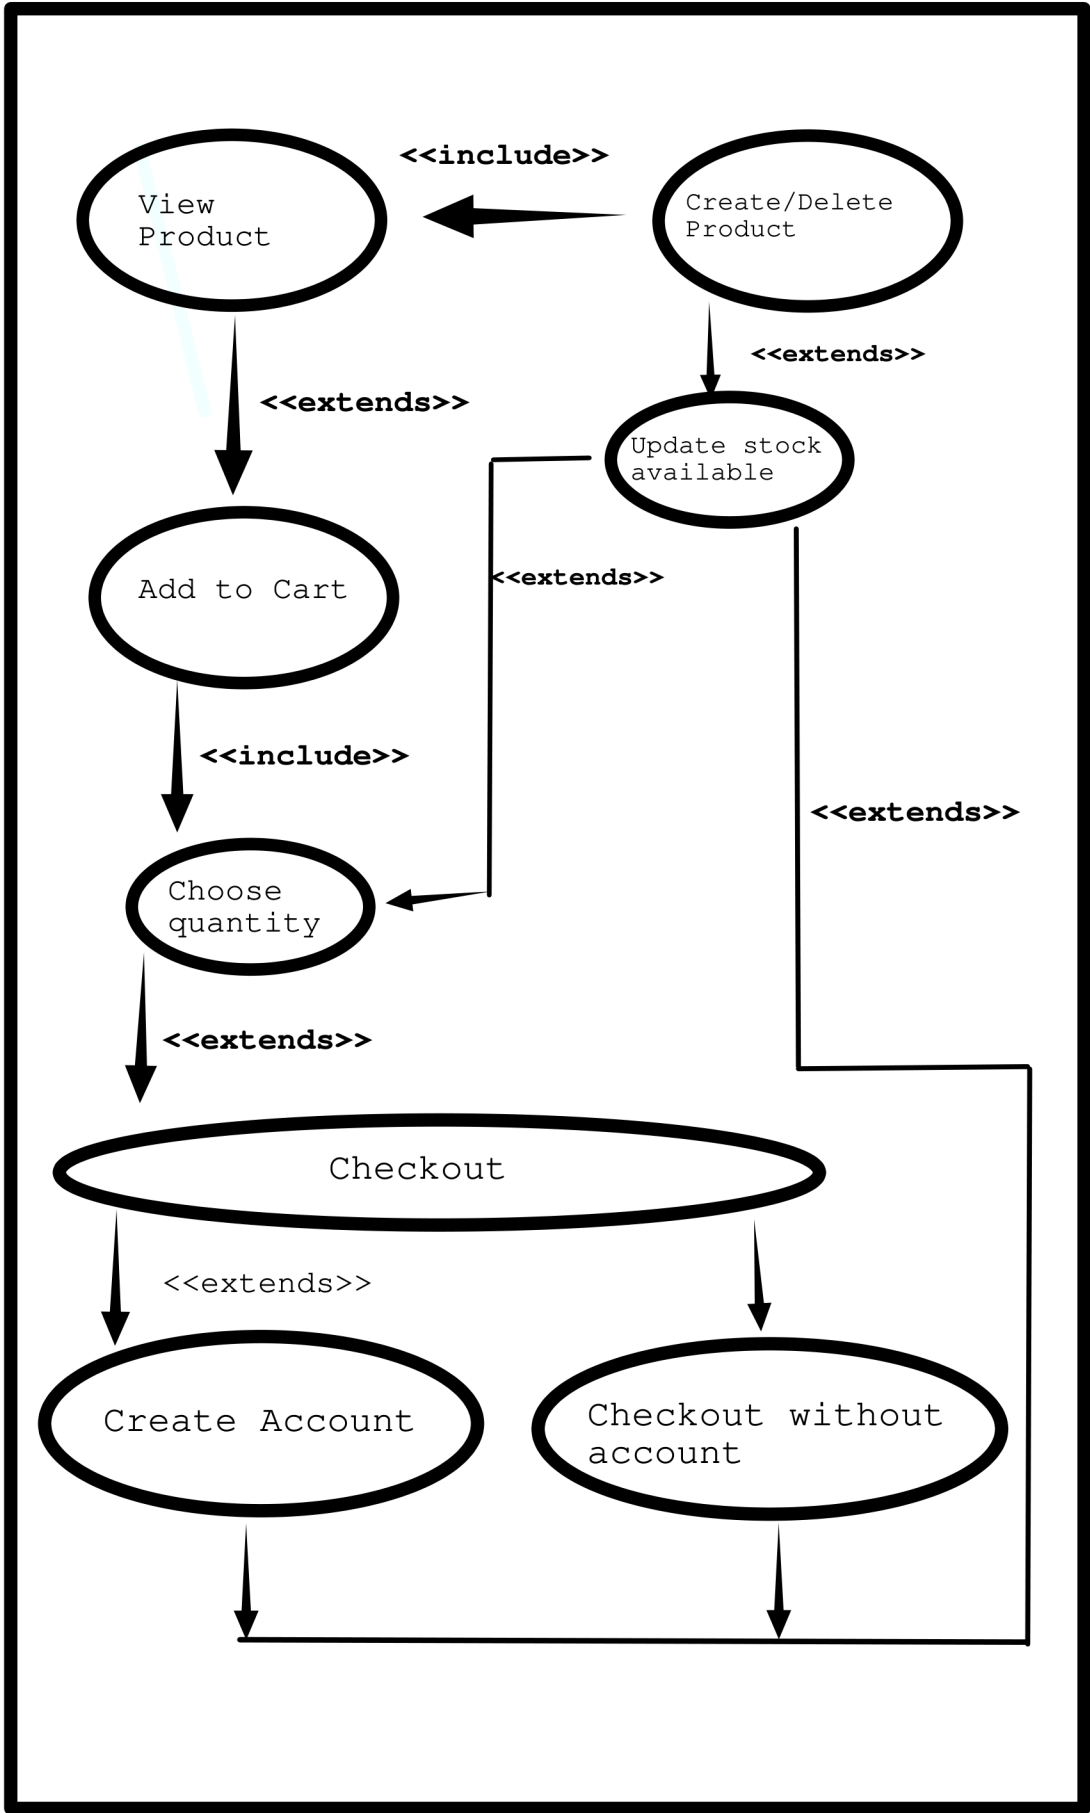 <<include>>
View
Product
Create/Delete
Product
<<extends>>
<<extends>>
Update stock
available
<<extends>>
Add to Cart
<<include>>
<<extends>>
Choose
quantity
<<extends>>
Checkout
<<extends>>
Create Account
Checkout without
account